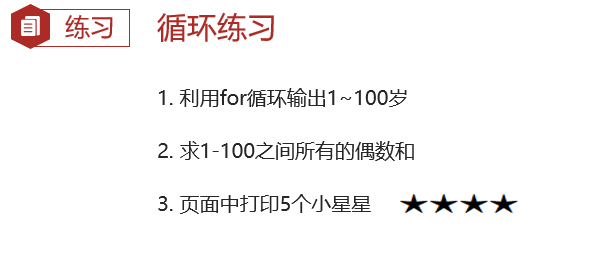 练习
循环练习
1. 利用for循环输出1~100岁
2. 求1-100之间所有的偶数和
3. 页面中打印5个小星星 ★★★★